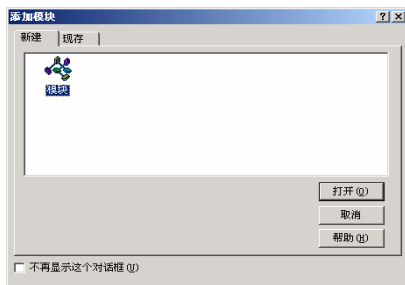 添加模块
新建 现存
模块
打开(O)
取消
帮助(H)
不再显示这个对话框(U)